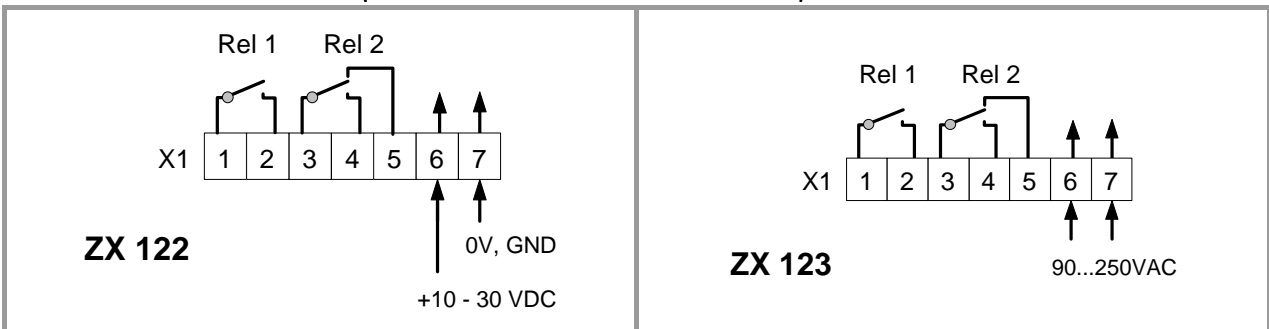 Rel 1 Rel 2
X1 1 2 3 4 5 6 7
0V, GND
ZX 122
+10 - 30 VDC
Rel 1 Rel 2
X1 1 2 3 4 5 6 7
ZX 123
90...250VAC